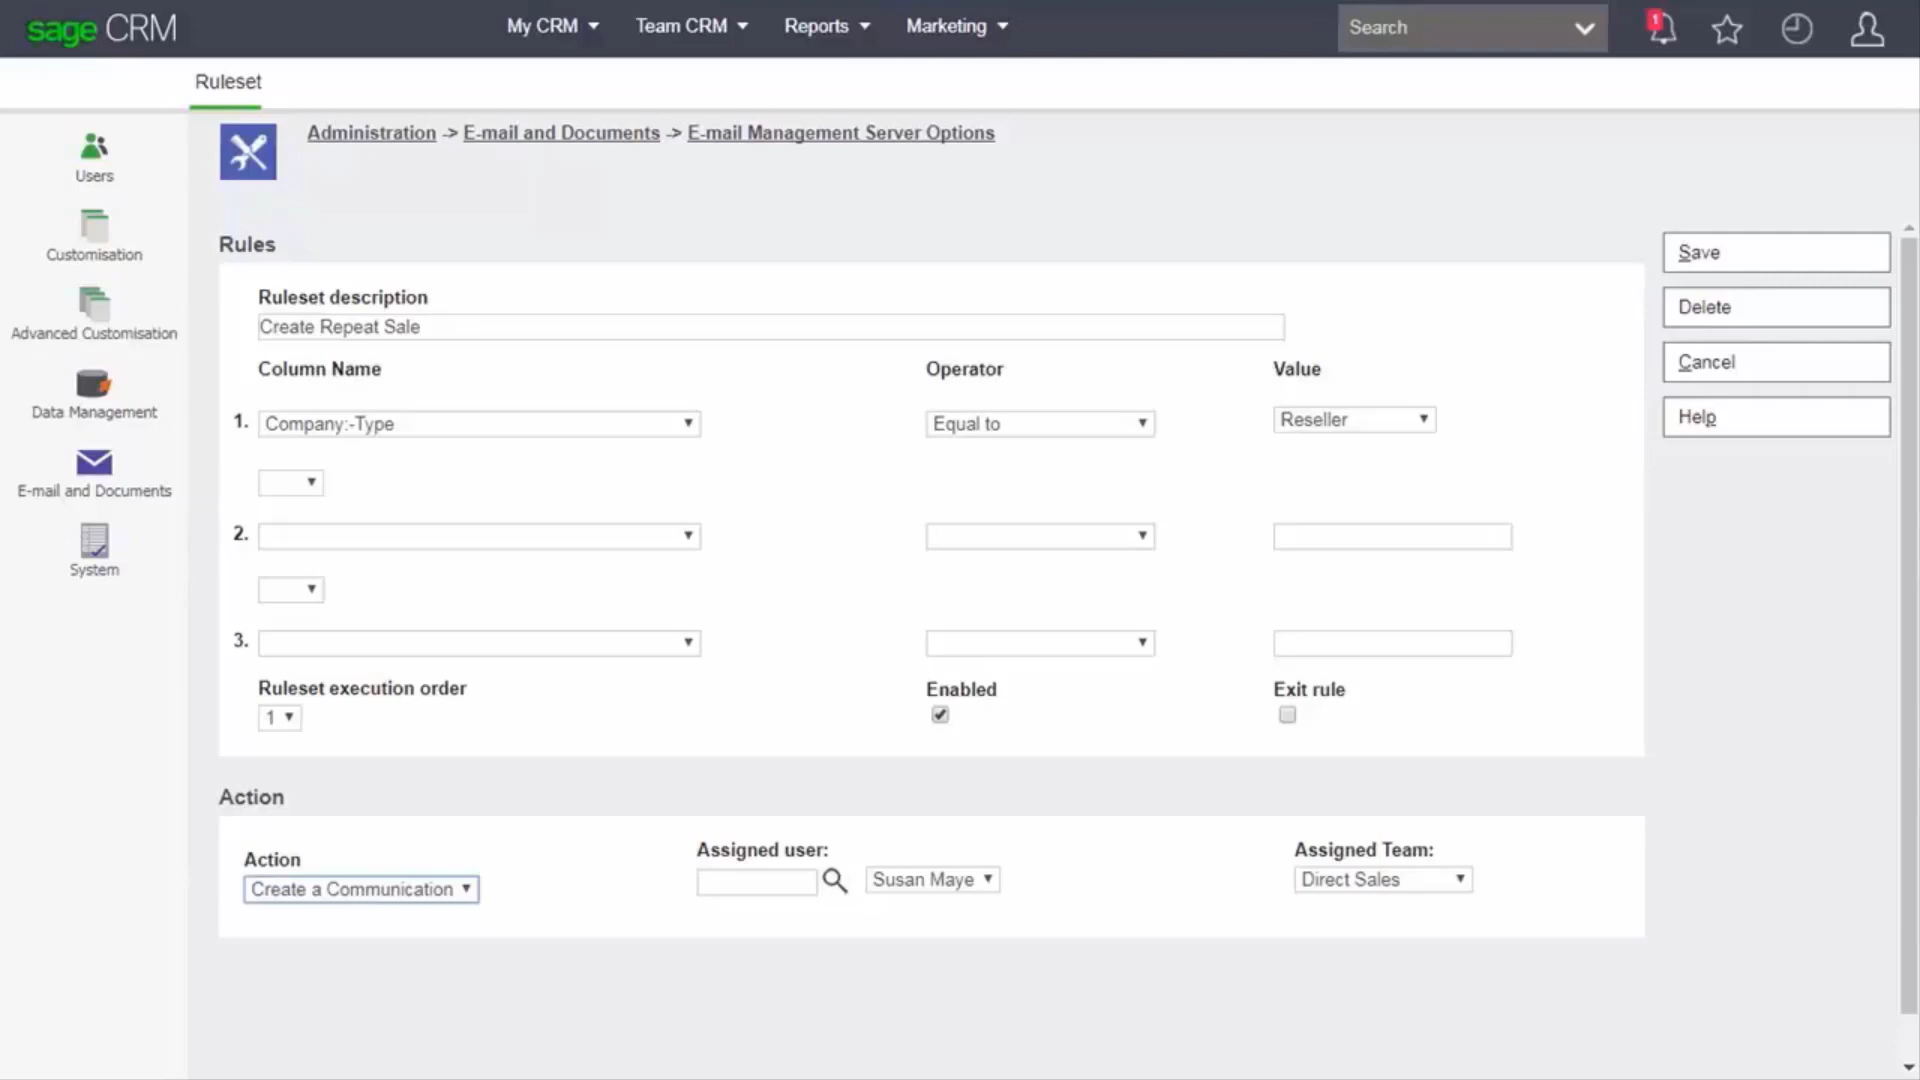 sage CRM
My CRM
Team CRM
Reports
Marketing
Search
1
Ruleset
Administration -> E-mail and Documents -> E-mail Management Server Options
Users
Customisation
Advanced Customisation
Data Management
E-mail and Documents
System
Rules
Ruleset description
Create Repeat Sale
Column Name
Operator
Value
1.
Company:-Type
Equal to
Reseller
2.
3.
Ruleset execution order
Enabled
Exit rule
1
Action
Action
Create a Communication
Assigned user:
Susan Maye
Assigned Team:
Direct Sales
Save
Delete
Cancel
Help